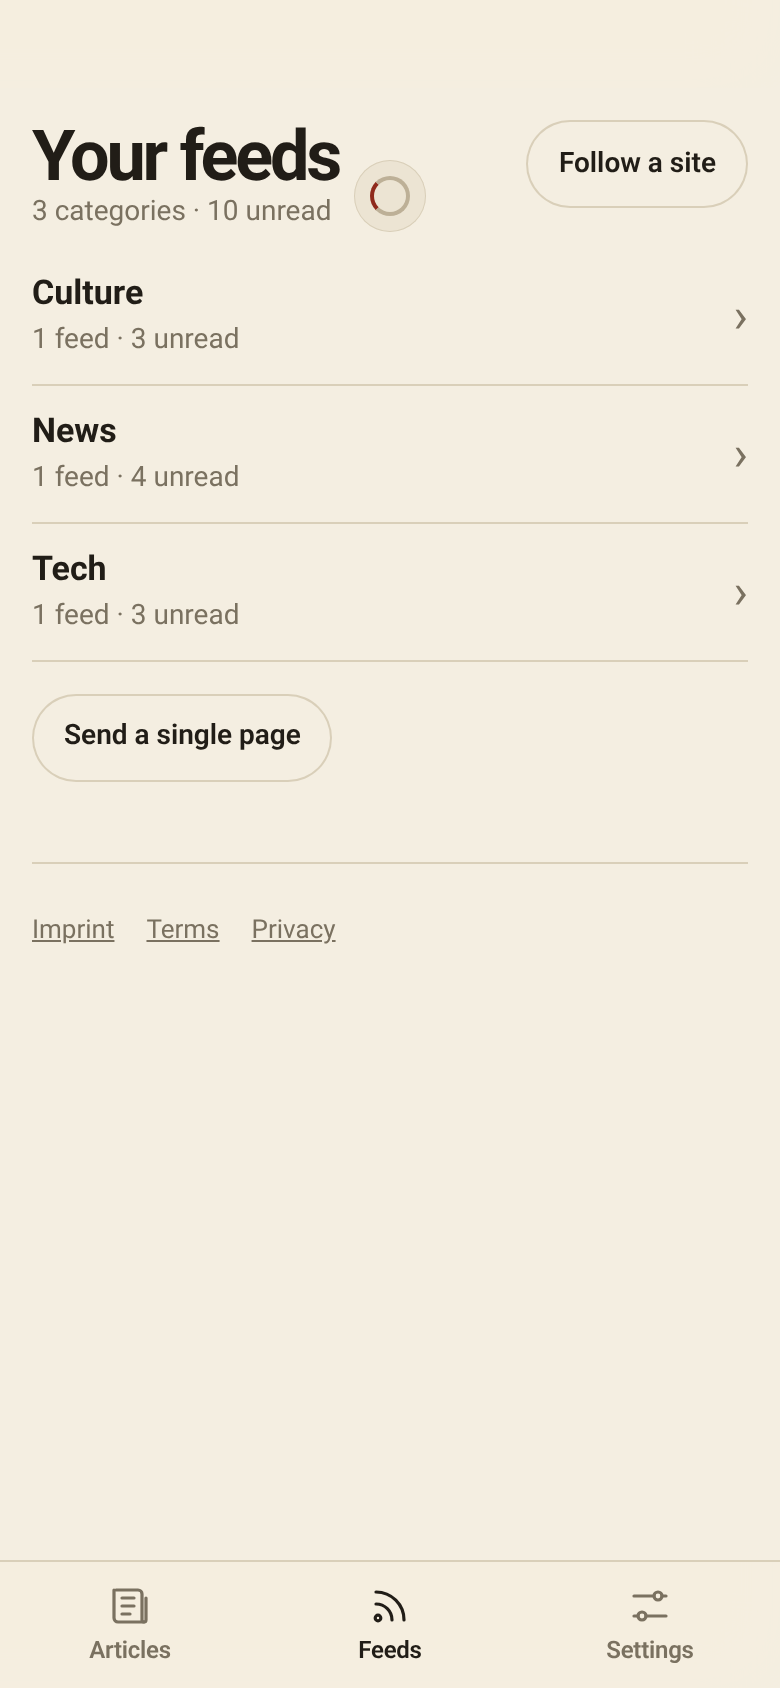 Your feeds
Follow a site
3 categories · 10 unread
Culture
1 feed · 3 unread
News
1 feed · 4 unread
Tech
1 feed · 3 unread
Send a single page
Imprint Terms Privacy
Articles Feeds Settings